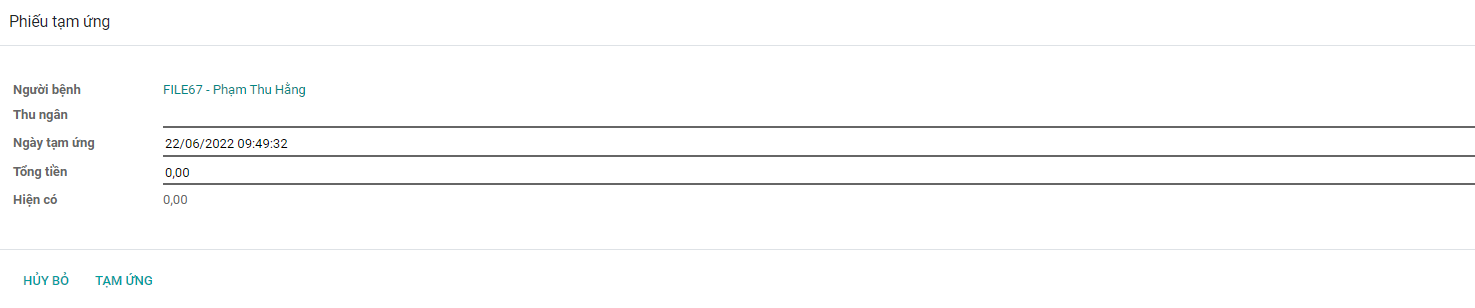 Phiếu tạm ứng
Người bệnh FILE67 - Phạm Thu Hằng
Thu ngân
Ngày tạm ứng 22/06/2022 09:49:32
Tổng tiền 0,00
Hiện có 0,00
HỦY BỎ TẠM ỨNG